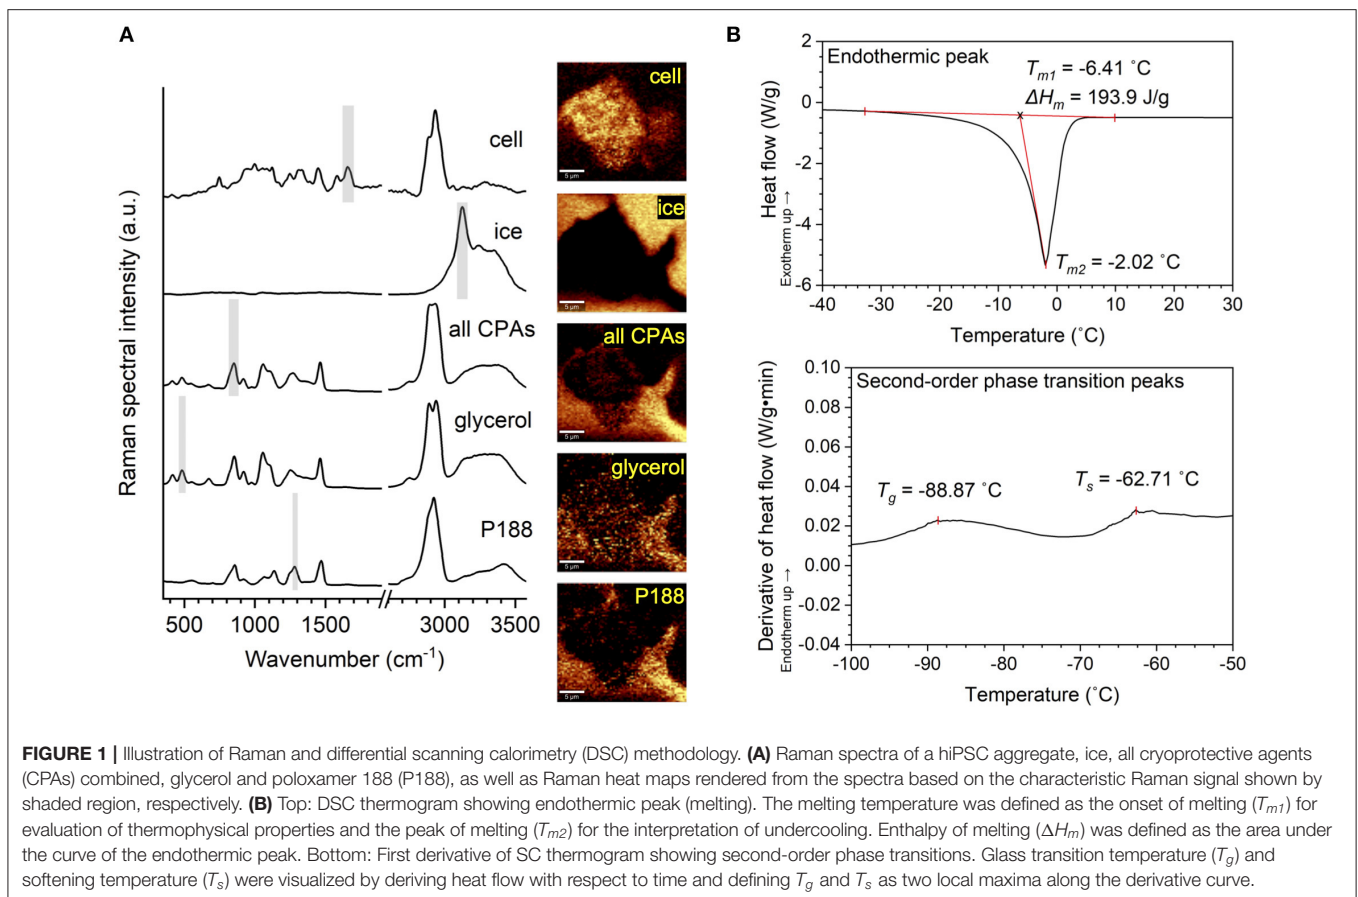 A
Raman spectral intensity (a.u.)
cell
ice
all CPAs
glycerol
P188
500 1000 1500 3000 3500
Wavenumber (cm-1)
cell
5 µm
ice
5 µm
all CPAs
5 µm
glycerol
5 µm
P188
5 µm
B
Endothermic peak
Tm1 = -6.41 ˚C
ΔHm = 193.9 J/g
x
Tm2 = -2.02 ˚C
Heat flow (W/g)
Exotherm up →
2
0
-2
-4
-6
-40 -30 -20 -10 0 10 20 30
Temperature (˚C)
Second-order phase transition peaks
Tg = -88.87 ˚C
Ts = -62.71 ˚C
Derivative of heat flow (W/g•min)
Endotherm up →
0.10
0.08
0.06
0.04
0.02
0.00
-0.02
-0.04
-100 -90 -80 -70 -60 -50
Temperature (˚C)
FIGURE 1 | Illustration of Raman and differential scanning calorimetry (DSC) methodology. (A) Raman spectra of a hiPSC aggregate, ice, all cryoprotective agents
(CPAs) combined, glycerol and poloxamer 188 (P188), as well as Raman heat maps rendered from the spectra based on the characteristic Raman signal shown by
shaded region, respectively. (B) Top: DSC thermogram showing endothermic peak (melting). The melting temperature was defined as the onset of melting (Tm1) for
evaluation of thermophysical properties and the peak of melting (Tm2) for the interpretation of undercooling. Enthalpy of melting (ΔHm) was defined as the area under
the curve of the endothermic peak. Bottom: First derivative of SC thermogram showing second-order phase transitions. Glass transition temperature (Tg) and
softening temperature (Ts) were visualized by deriving heat flow with respect to time and defining Tg and Ts as two local maxima along the derivative curve.